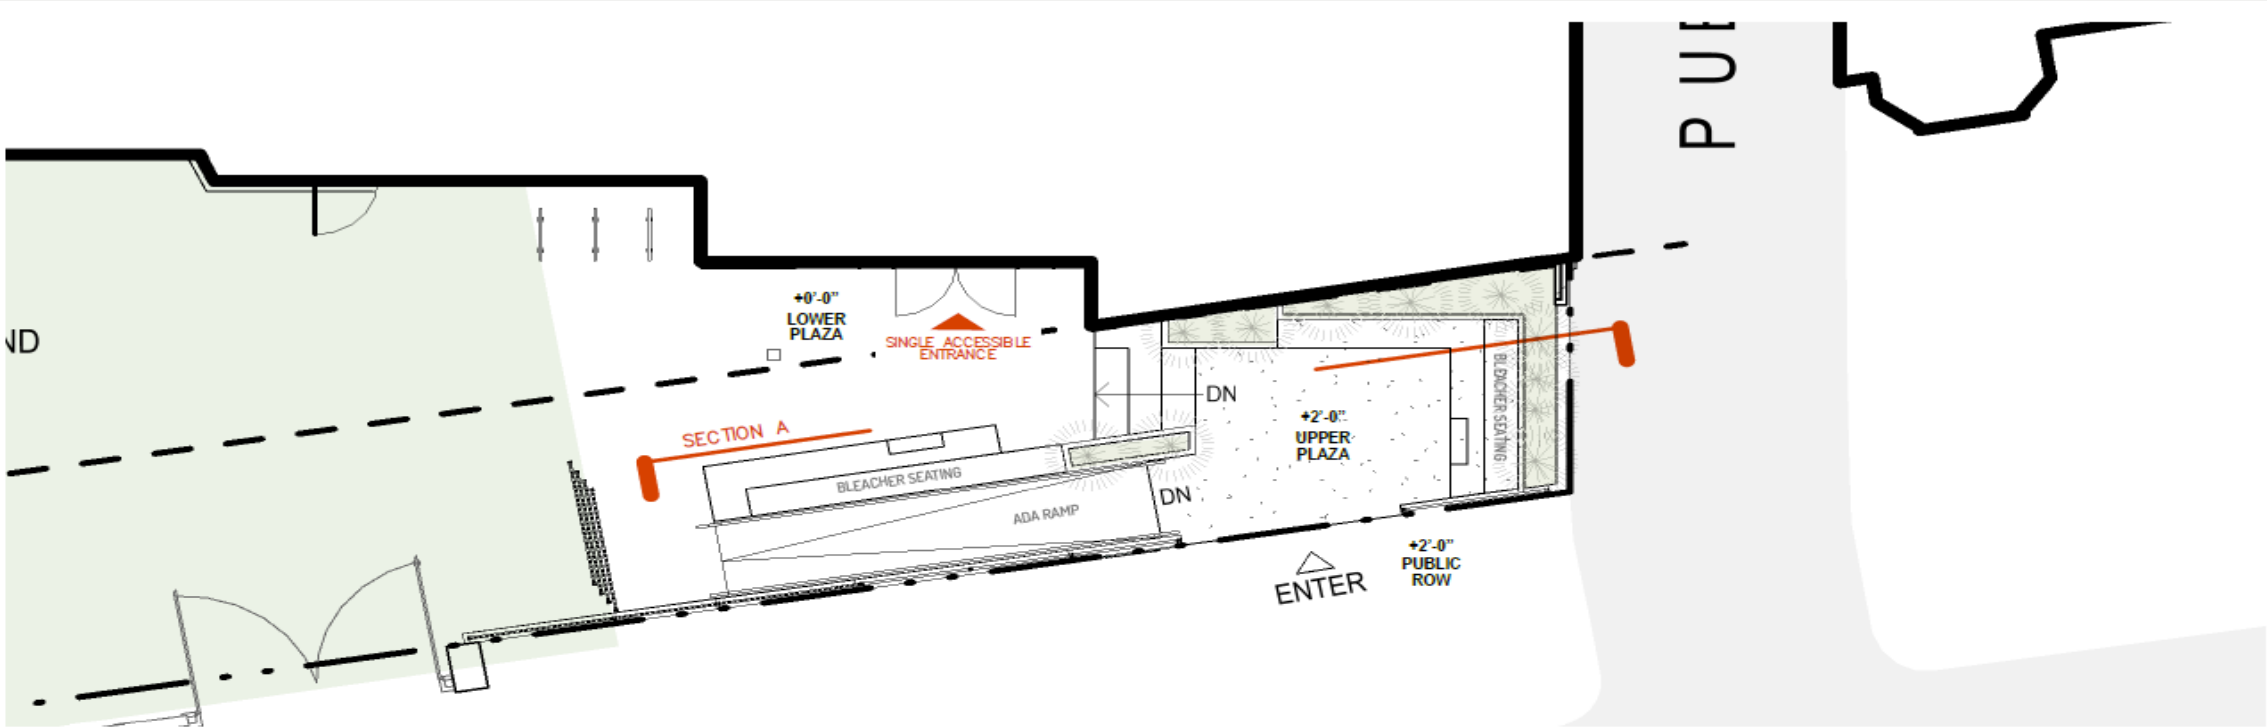 PUB
ND
+0'-0"
LOWER
PLAZA
SINGLE ACCESSIBLE
ENTRANCE
SECTION A
BLEACHER SEATING
ADA RAMP
DN
DN
+2'-0"
UPPER
PLAZA
BLEACHER SEATING
ENTER
+2'-0"
PUBLIC
ROW